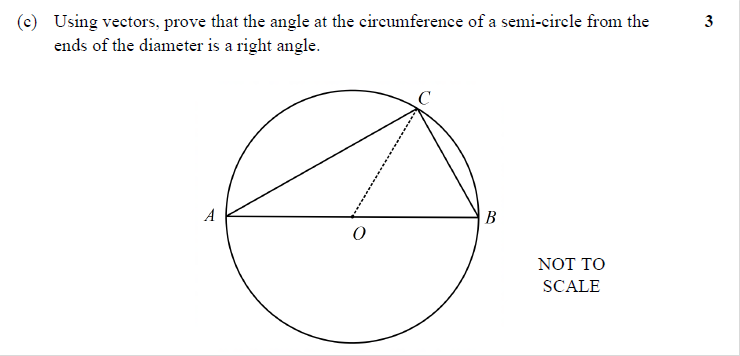 (c) Using vectors, prove that the angle at the circumference of a semi-circle from the 3
ends of the diameter is a right angle.
C
A
B
O
NOT TO
SCALE